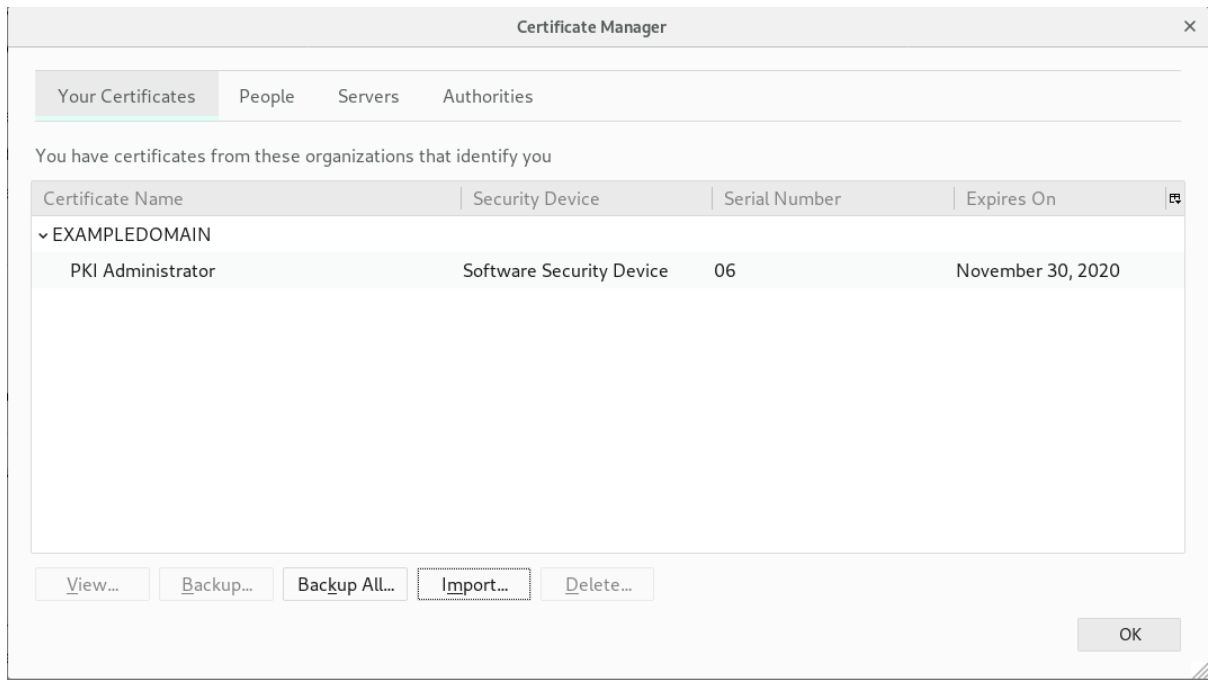 Certificate Manager
Your Certificates People Servers Authorities
You have certificates from these organizations that identify you
Certificate Name Security Device Serial Number Expires On
EXAMPLEDOMAIN
PKI Administrator Software Security Device 06 November 30, 2020
View... Backup... Backup All... Import... Delete...
OK